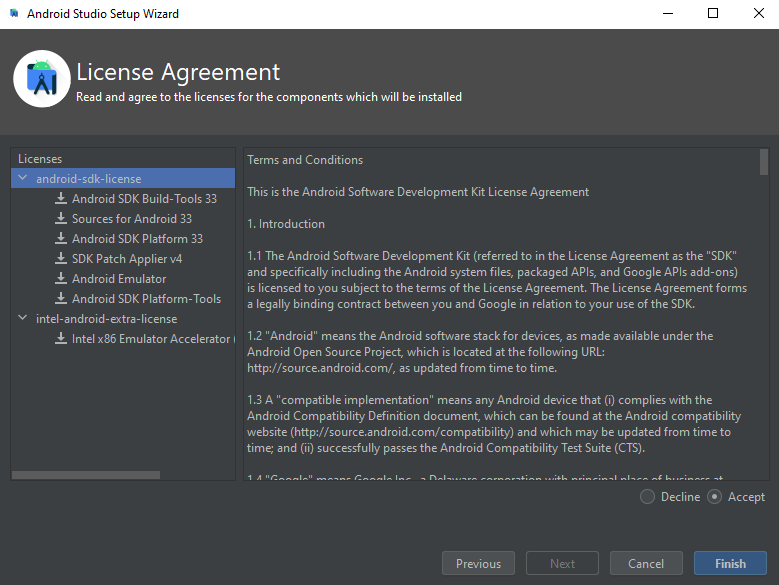 Android Studio Setup Wizard
License Agreement
Read and agree to the licenses for the components which will be installed
Licenses
android-sdk-license
Android SDK Build-Tools 33
Sources for Android 33
Android SDK Platform 33
SDK Patch Applier v4
Android Emulator
Android SDK Platform-Tools
intel-android-extra-license
Intel x86 Emulator Accelerator (
Terms and Conditions
This is the Android Software Development Kit License Agreement
1. Introduction
1.1 The Android Software Development Kit (referred to in the License Agreement as the "SDK"
and specifically including the Android system files, packaged APIs, and Google APIs add-ons)
is licensed to you subject to the terms of the License Agreement. The License Agreement forms
a legally binding contract between you and Google in relation to your use of the SDK.
1.2 "Android" means the Android software stack for devices, as made available under the
Android Open Source Project, which is located at the following URL:
http://source.android.com/, as updated from time to time.
1.3 A "compatible implementation" means any Android device that (i) complies with the
Android Compatibility Definition document, which can be found at the Android compatibility
website (http://source.android.com/compatibility) and which may be updated from time to
time; and (ii) successfully passes the Android Compatibility Test Suite (CTS).
1.4 "Google" means Google Inc., a Delaware corporation with principal place of business at
Decline
Accept
Previous
Next
Cancel
Finish